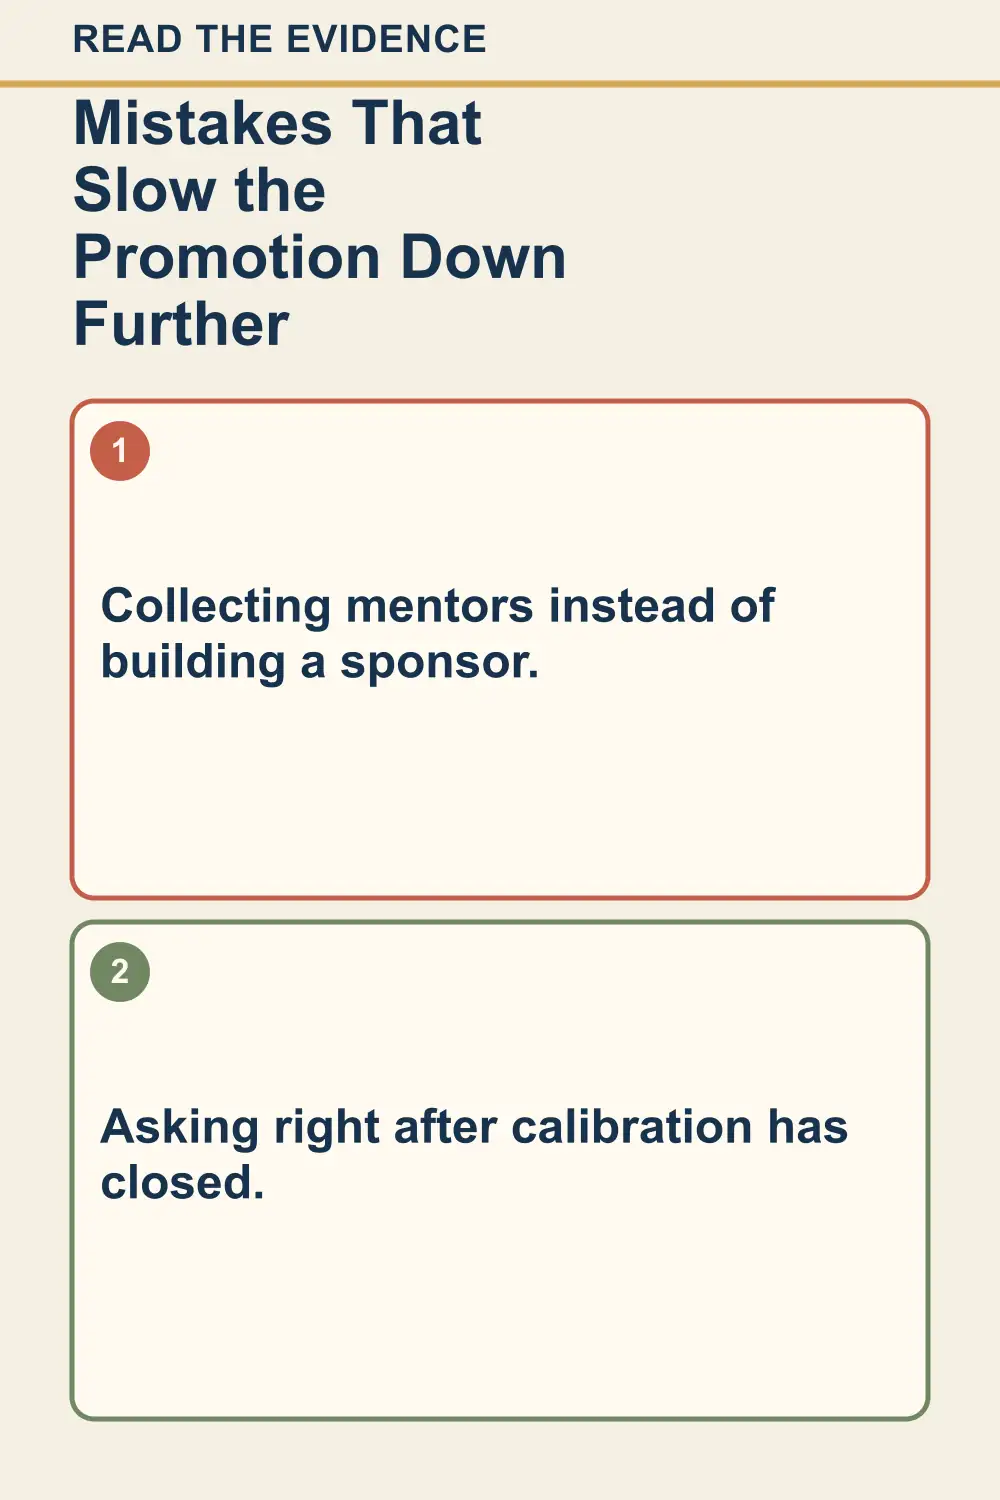 READ THE EVIDENCE
Mistakes That
Slow the
Promotion Down
Further
1
Collecting mentors instead of
building a sponsor.
2
Asking right after calibration has
closed.